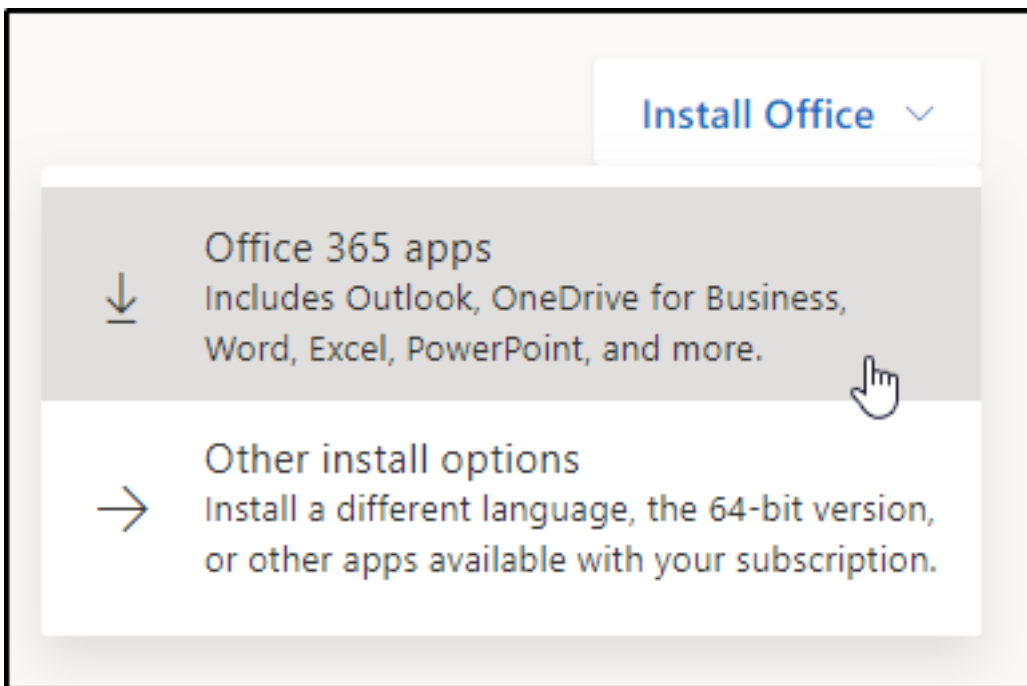 Install Office
Office 365 apps
Includes Outlook, OneDrive for Business,
Word, Excel, PowerPoint, and more.
Other install options
Install a different language, the 64-bit version,
or other apps available with your subscription.